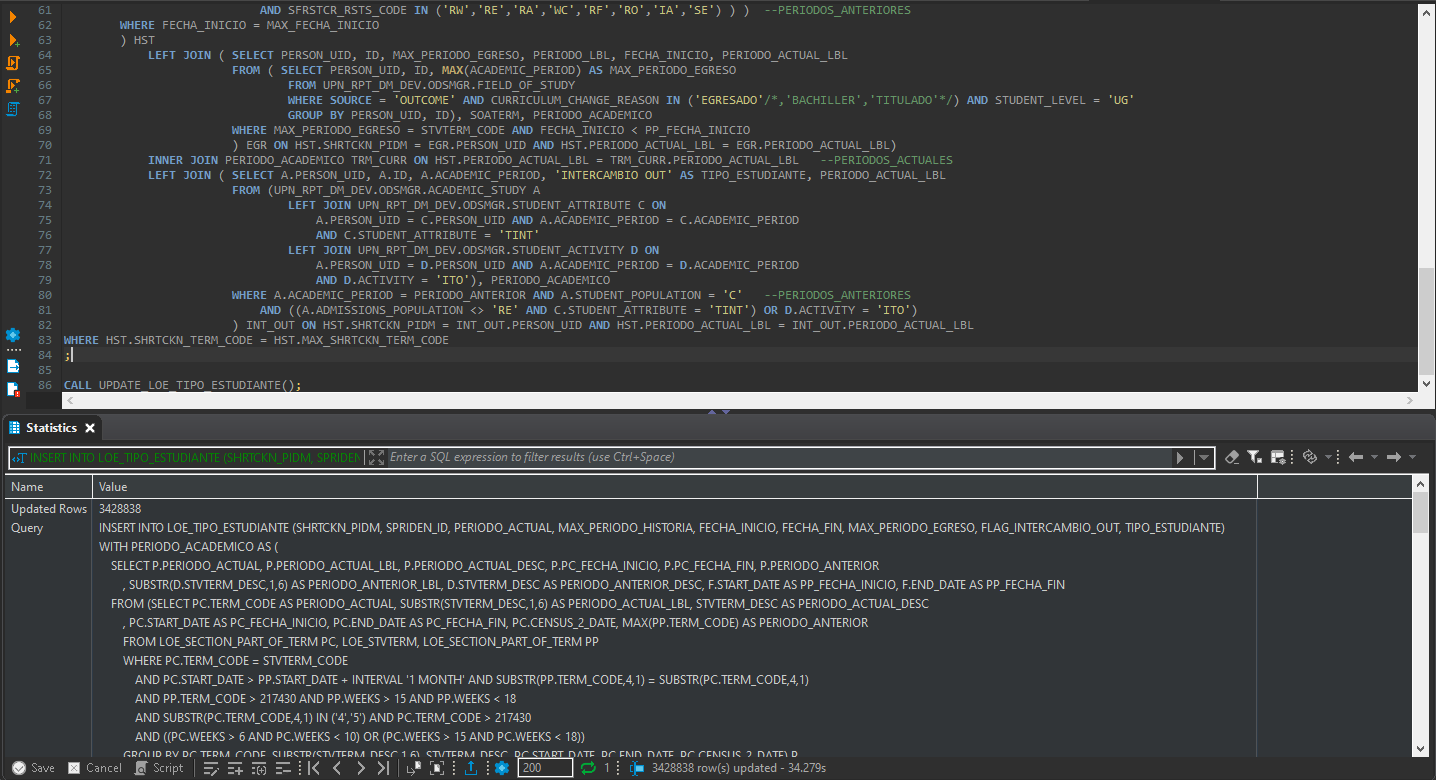 61 AND SFRSTCR_RSTS_CODE IN ('RW','RE','RA','WC','RF','RO','IA','SE') ) ) --PERIODOS_ANTERIORES
62 WHERE FECHA_INICIO = MAX_FECHA_INICIO
63 ) HST
64 LEFT JOIN ( SELECT PERSON_UID, ID, MAX_PERIODO_EGRESO, PERIODO_LBL, FECHA_INICIO, PERIODO_ACTUAL_LBL
65 FROM ( SELECT PERSON_UID, ID, MAX(ACADEMIC_PERIOD) AS MAX_PERIODO_EGRESO
66 FROM UPN_RPT_DM_DEV.ODSMGR.FIELD_OF_STUDY
67 WHERE SOURCE = 'OUTCOME' AND CURRICULUM_CHANGE_REASON IN ('EGRESADO'/*,'BACHILLER','TITULADO'*/) AND STUDENT_LEVEL = 'UG'
68 GROUP BY PERSON_UID, ID), SOATERM, PERIODO_ACADEMICO
69 WHERE MAX_PERIODO_EGRESO = STVTERM_CODE AND FECHA_INICIO < PP_FECHA_INICIO
70 ) EGR ON HST.SHRTCKN_PIDM = EGR.PERSON_UID AND HST.PERIODO_ACTUAL_LBL = EGR.PERIODO_ACTUAL_LBL)
71 INNER JOIN PERIODO_ACADEMICO TRM_CURR ON HST.PERIODO_ACTUAL_LBL = TRM_CURR.PERIODO_ACTUAL_LBL --PERIODOS_ACTUALES
72 LEFT JOIN ( SELECT A.PERSON_UID, A.ID, A.ACADEMIC_PERIOD, 'INTERCAMBIO OUT' AS TIPO_ESTUDIANTE, PERIODO_ACTUAL_LBL
73 FROM (UPN_RPT_DM_DEV.ODSMGR.ACADEMIC_STUDY A
74 LEFT JOIN UPN_RPT_DM_DEV.ODSMGR.STUDENT_ATTRIBUTE C ON
75 A.PERSON_UID = C.PERSON_UID AND A.ACADEMIC_PERIOD = C.ACADEMIC_PERIOD
76 AND C.STUDENT_ATTRIBUTE = 'TINT'
77 LEFT JOIN UPN_RPT_DM_DEV.ODSMGR.STUDENT_ACTIVITY D ON
78 A.PERSON_UID = D.PERSON_UID AND A.ACADEMIC_PERIOD = D.ACADEMIC_PERIOD
79 AND D.ACTIVITY = 'ITO'), PERIODO_ACADEMICO
80 WHERE A.ACADEMIC_PERIOD = PERIODO_ANTERIOR AND A.STUDENT_POPULATION = 'C' --PERIODOS_ANTERIORES
81 AND ((A.ADMISSIONS_POPULATION <> 'RE' AND C.STUDENT_ATTRIBUTE = 'TINT') OR D.ACTIVITY = 'ITO')
82 ) INT_OUT ON HST.SHRTCKN_PIDM = INT_OUT.PERSON_UID AND HST.PERIODO_ACTUAL_LBL = INT_OUT.PERIODO_ACTUAL_LBL
83 WHERE HST.SHRTCKN_TERM_CODE = HST.MAX_SHRTCKN_TERM_CODE
84 ;
85
86 CALL UPDATE_LOE_TIPO_ESTUDIANTE();
Statistics
INSERT INTO LOE_TIPO_ESTUDIANTE (SHRTCKN_PIDM, SPRIDEN Enter a SQL expression to filter results (use Ctrl+Space)
Name Value
Updated Rows 3428838
Query INSERT INTO LOE_TIPO_ESTUDIANTE (SHRTCKN_PIDM, SPRIDEN_ID, PERIODO_ACTUAL, MAX_PERIODO_HISTORIA, FECHA_INICIO, FECHA_FIN, MAX_PERIODO_EGRESO, FLAG_INTERCAMBIO_OUT, TIPO_ESTUDIANTE)
WITH PERIODO_ACADEMICO AS (
SELECT P.PERIODO_ACTUAL, P.PERIODO_ACTUAL_LBL, P.PERIODO_ACTUAL_DESC, P.PC_FECHA_INICIO, P.PC_FECHA_FIN, P.PERIODO_ANTERIOR
, SUBSTR(D.STVTERM_DESC,1,6) AS PERIODO_ANTERIOR_LBL, D.STVTERM_DESC AS PERIODO_ANTERIOR_DESC, F.START_DATE AS PP_FECHA_INICIO, F.END_DATE AS PP_FECHA_FIN
FROM (SELECT PC.TERM_CODE AS PERIODO_ACTUAL, SUBSTR(STVTERM_DESC,1,6) AS PERIODO_ACTUAL_LBL, STVTERM_DESC AS PERIODO_ACTUAL_DESC
, PC.START_DATE AS PC_FECHA_INICIO, PC.END_DATE AS PC_FECHA_FIN, PC.CENSUS_2_DATE, MAX(PP.TERM_CODE) AS PERIODO_ANTERIOR
FROM LOE_SECTION_PART_OF_TERM PC, LOE_STVTERM, LOE_SECTION_PART_OF_TERM PP
WHERE PC.TERM_CODE = STVTERM_CODE
AND PC.START_DATE > PP.START_DATE + INTERVAL '1 MONTH' AND SUBSTR(PP.TERM_CODE,4,1) = SUBSTR(PC.TERM_CODE,4,1)
AND PP.TERM_CODE > 217430 AND PP.WEEKS > 15 AND PP.WEEKS < 18
AND SUBSTR(PC.TERM_CODE,4,1) IN ('4','5') AND PC.TERM_CODE > 217430
AND ((PC.WEEKS > 6 AND PC.WEEKS < 10) OR (PC.WEEKS > 15 AND PC.WEEKS < 18))
GROUP BY PC.TERM_CODE, SUBSTR(STVTERM_DESC,1,6), STVTERM_DESC, PC.START_DATE, PC.END_DATE, PC.CENSUS_2_DATE) P
Save Cancel Script 200 1 3428838 row(s) updated - 34.279s